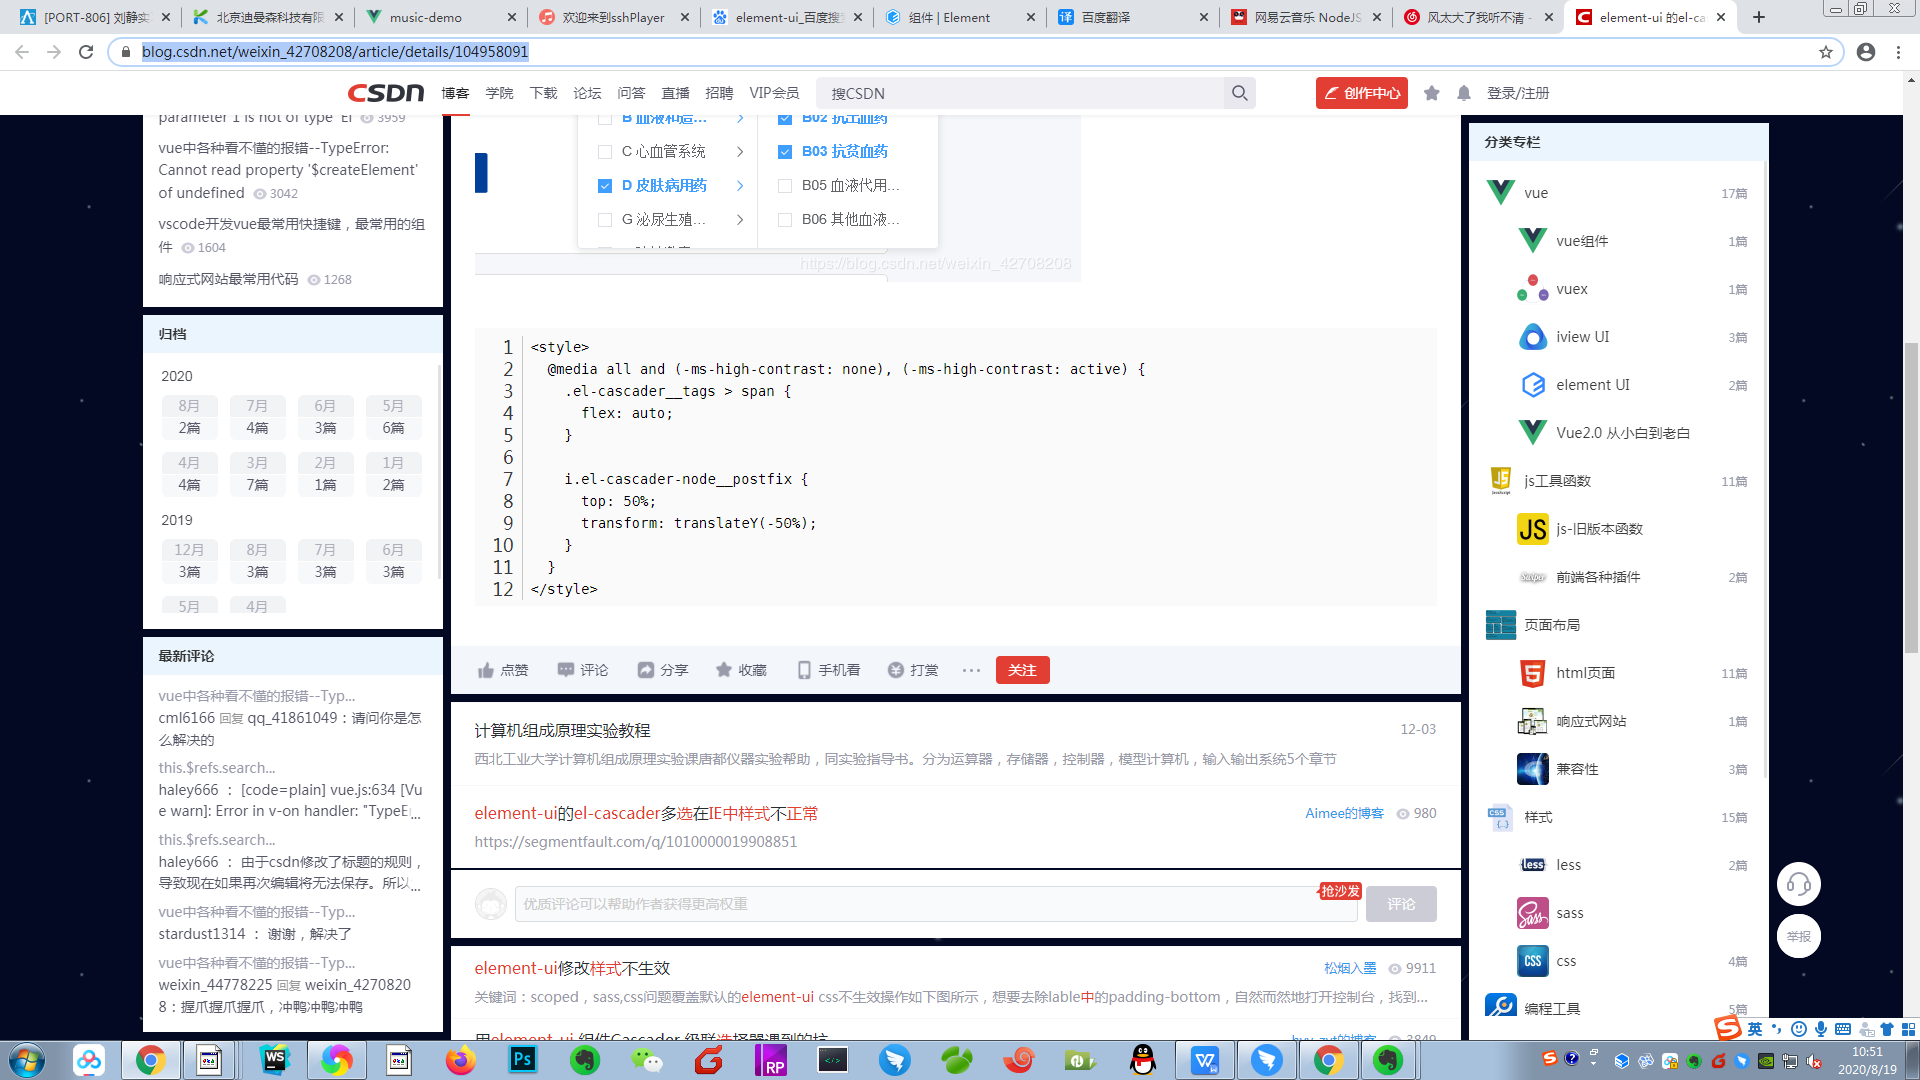 [PORT-806] 刘静实
北京迪曼森科技有限
music-demo
欢迎来到sshPlayer
element-ui_百度搜
组件 | Element
百度翻译
网易云音乐 NodeJS
风太大了我听不清 -
element-ui 的el-ca
blog.csdn.net/weixin_42708208/article/details/104958091
CSDN
博客
学院
下载
论坛
问答
直播
招聘
VIP会员
搜CSDN
创作中心
登录/注册
parameter 1 is not of type 'El
3959
vue中各种看不懂的报错--TypeError:
Cannot read property '$createElement'
of undefined 3042
vscode开发vue最常用快捷键，最常用的组
件 1604
响应式网站最常用代码 1268
归档
2020
8月 7月 6月 5月
2篇 4篇 3篇 6篇
4月 3月 2月 1月
4篇 7篇 1篇 2篇
2019
12月 8月 7月 6月
3篇 3篇 3篇 3篇
5月 4月
最新评论
vue中各种看不懂的报错--Typ...
cml6166 回复 qq_41861049：请问你是怎
么解决的
this.$refs.search...
haley666 ： [code=plain] vue.js:634 [Vu
e warn]: Error in v-on handler: "TypeE...
this.$refs.search...
haley666 ： 由于csdn修改了标题的规则，
导致现在如果再次编辑将无法保存。所以...
vue中各种看不懂的报错--Typ...
stardust1314 ： 谢谢，解决了
vue中各种看不懂的报错--Typ...
weixin_44778225 回复 weixin_4270820
8：握爪握爪握爪，冲鸭冲鸭冲鸭
B 血液和造...
C 心血管系统
D 皮肤病用药
G 泌尿生殖...
B02 抗出血药
B03 抗贫血药
B05 血液代用...
B06 其他血液...
https://blog.csdn.net/weixin_42708208
1 <style>
2 @media all and (-ms-high-contrast: none), (-ms-high-contrast: active) {
3 .el-cascader__tags > span {
4 flex: auto;
5 }
6
7 i.el-cascader-node__postfix {
8 top: 50%;
9 transform: translateY(-50%);
10 }
11 }
12 </style>
点赞
评论
分享
收藏
手机看
打赏
···
关注
计算机组成原理实验教程
12-03
西北工业大学计算机组成原理实验课唐都仪器实验帮助，同实验指导书。分为运算器，存储器，控制器，模型计算机，输入输出系统5个章节
element-ui的el-cascader多选在IE中样式不正常
Aimee的博客 980
https://segmentfault.com/q/1010000019908851
优质评论可以帮助作者获得更高权重
抢沙发
评论
element-ui修改样式不生效
松烟入墨 9911
关键词：scoped，sass,css问题覆盖默认的element-ui css不生效操作如下图所示，想要去除lable中的padding-bottom，自然而然地打开控制台，找到...
用element-ui 组件Cascader 级联选择器遇到的坑
3849
分类专栏
vue 17篇
vue组件 1篇
vuex 1篇
iview UI 3篇
element UI 2篇
Vue2.0 从小白到老白
js工具函数 11篇
js-旧版本函数
前端各种插件 2篇
页面布局
html页面 11篇
响应式网站 1篇
兼容性 3篇
样式 15篇
less 2篇
sass
css 4篇
编程工具 5篇
举报
英
10:51
2020/8/19